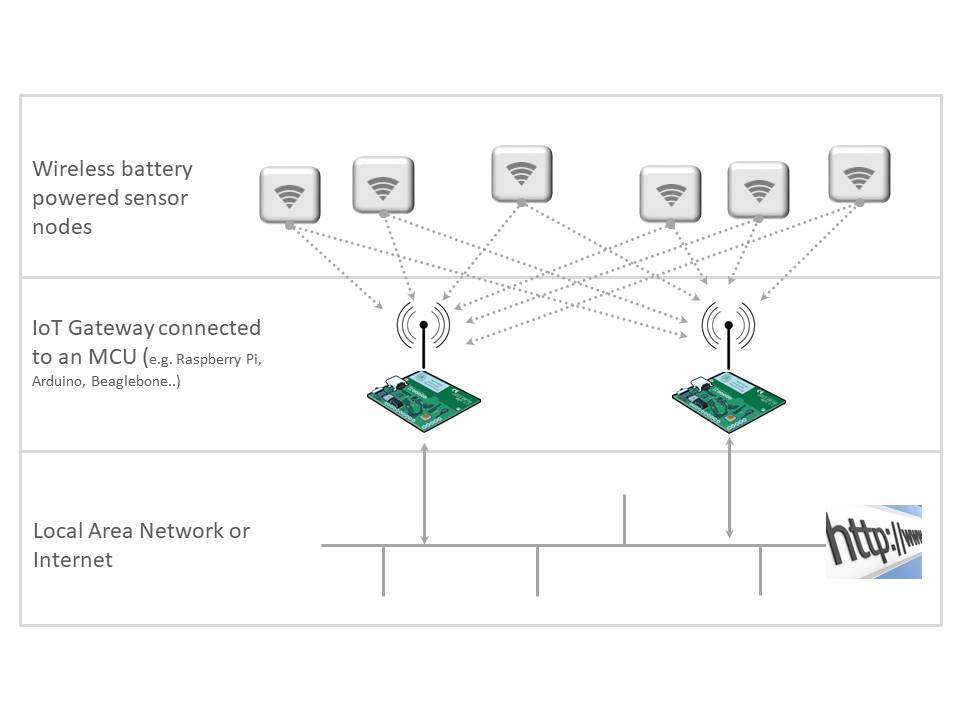 Wireless battery
powered sensor
nodes
IoT Gateway connected
to an MCU (e.g. Raspberry Pi,
Arduino, Beaglebone..)
Local Area Network or
Internet
http://www